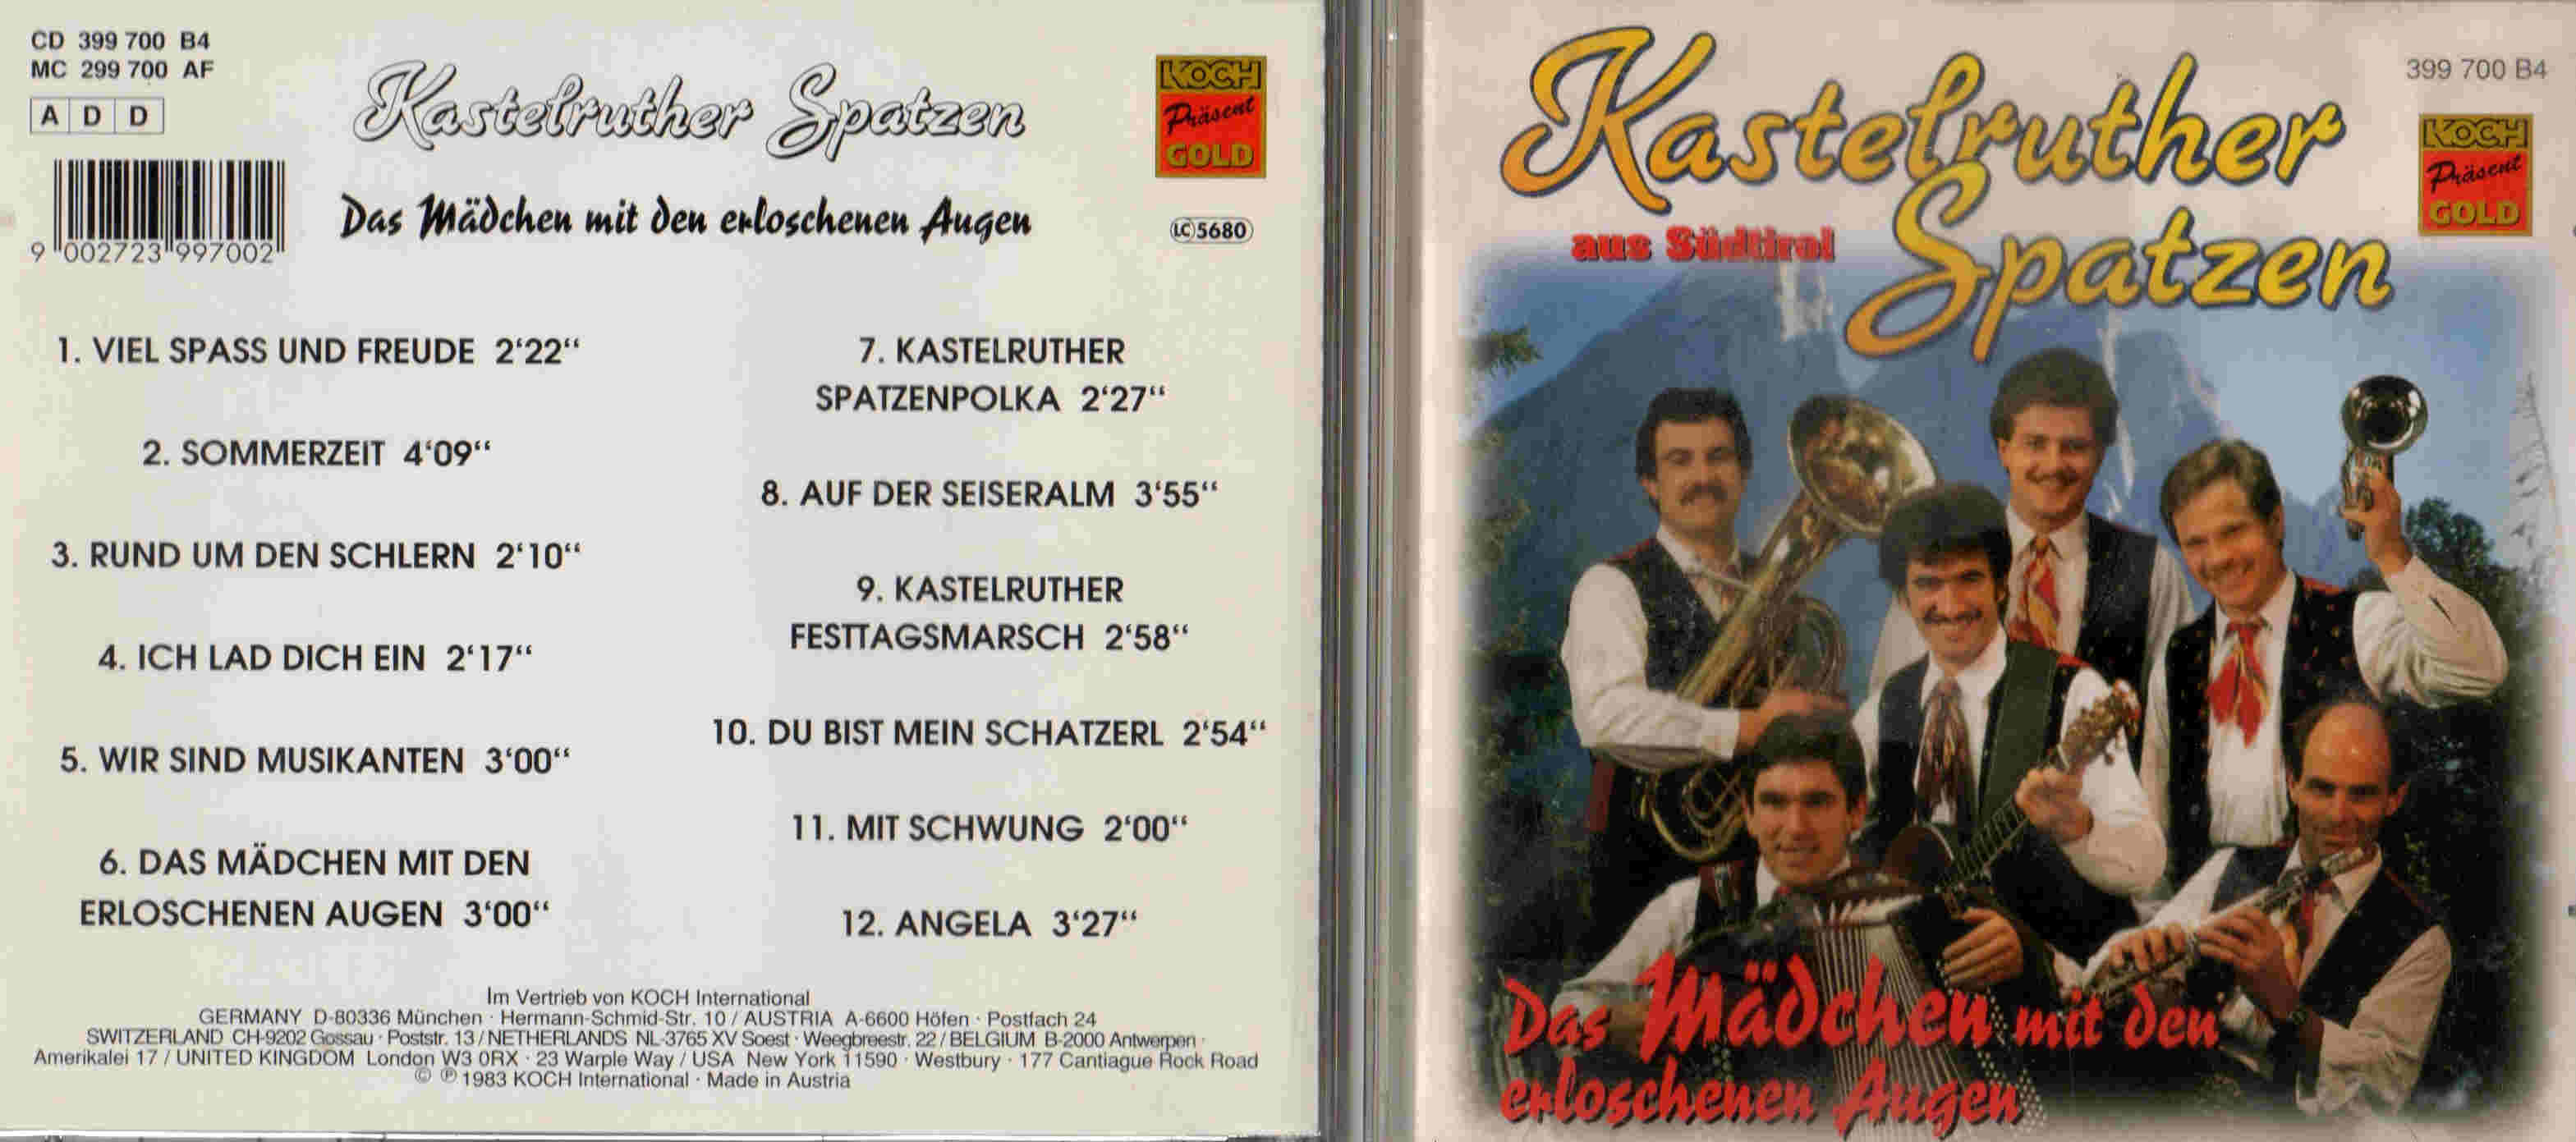 CD 399 700 B4
MC 299 700 AF
A D D
9 002723 997002
Kastelruther Spatzen
Das Mädchen mit den erloschenen Augen
KOCH
Präsent
GOLD
LC 5680
1. VIEL SPASS UND FREUDE 2‘22“
2. SOMMERZEIT 4‘09“
3. RUND UM DEN SCHLERN 2‘10“
4. ICH LAD DICH EIN 2‘17“
5. WIR SIND MUSIKANTEN 3‘00“
6. DAS MÄDCHEN MIT DEN
ERLOSCHENEN AUGEN 3‘00“
7. KASTELRUTHER
SPATZENPOLKA 2‘27“
8. AUF DER SEISERALM 3‘55“
9. KASTELRUTHER
FESTTAGSMARSCH 2‘58“
10. DU BIST MEIN SCHATZERL 2‘54“
11. MIT SCHWUNG 2‘00“
12. ANGELA 3‘27“
Im Vertrieb von KOCH International
GERMANY D-80336 München · Hermann-Schmid-Str. 10 / AUSTRIA A-6600 Höfen · Postfach 24
SWITZERLAND CH-9202 Gossau · Poststr. 13 / NETHERLANDS NL-3765 XV Soest · Weegbreestr. 22 / BELGIUM B-2000 Antwerpen ·
Amerikalei 17 / UNITED KINGDOM London W3 0RX · 23 Warple Way / USA New York 11590 · Westbury · 177 Cantiague Rock Road
© ℗ 1983 KOCH International · Made in Austria
Kastelruther
Spatzen
aus Südtirol
399 700 B4
KOCH
Präsent
GOLD
Das Mädchen mit den
erloschenen Augen